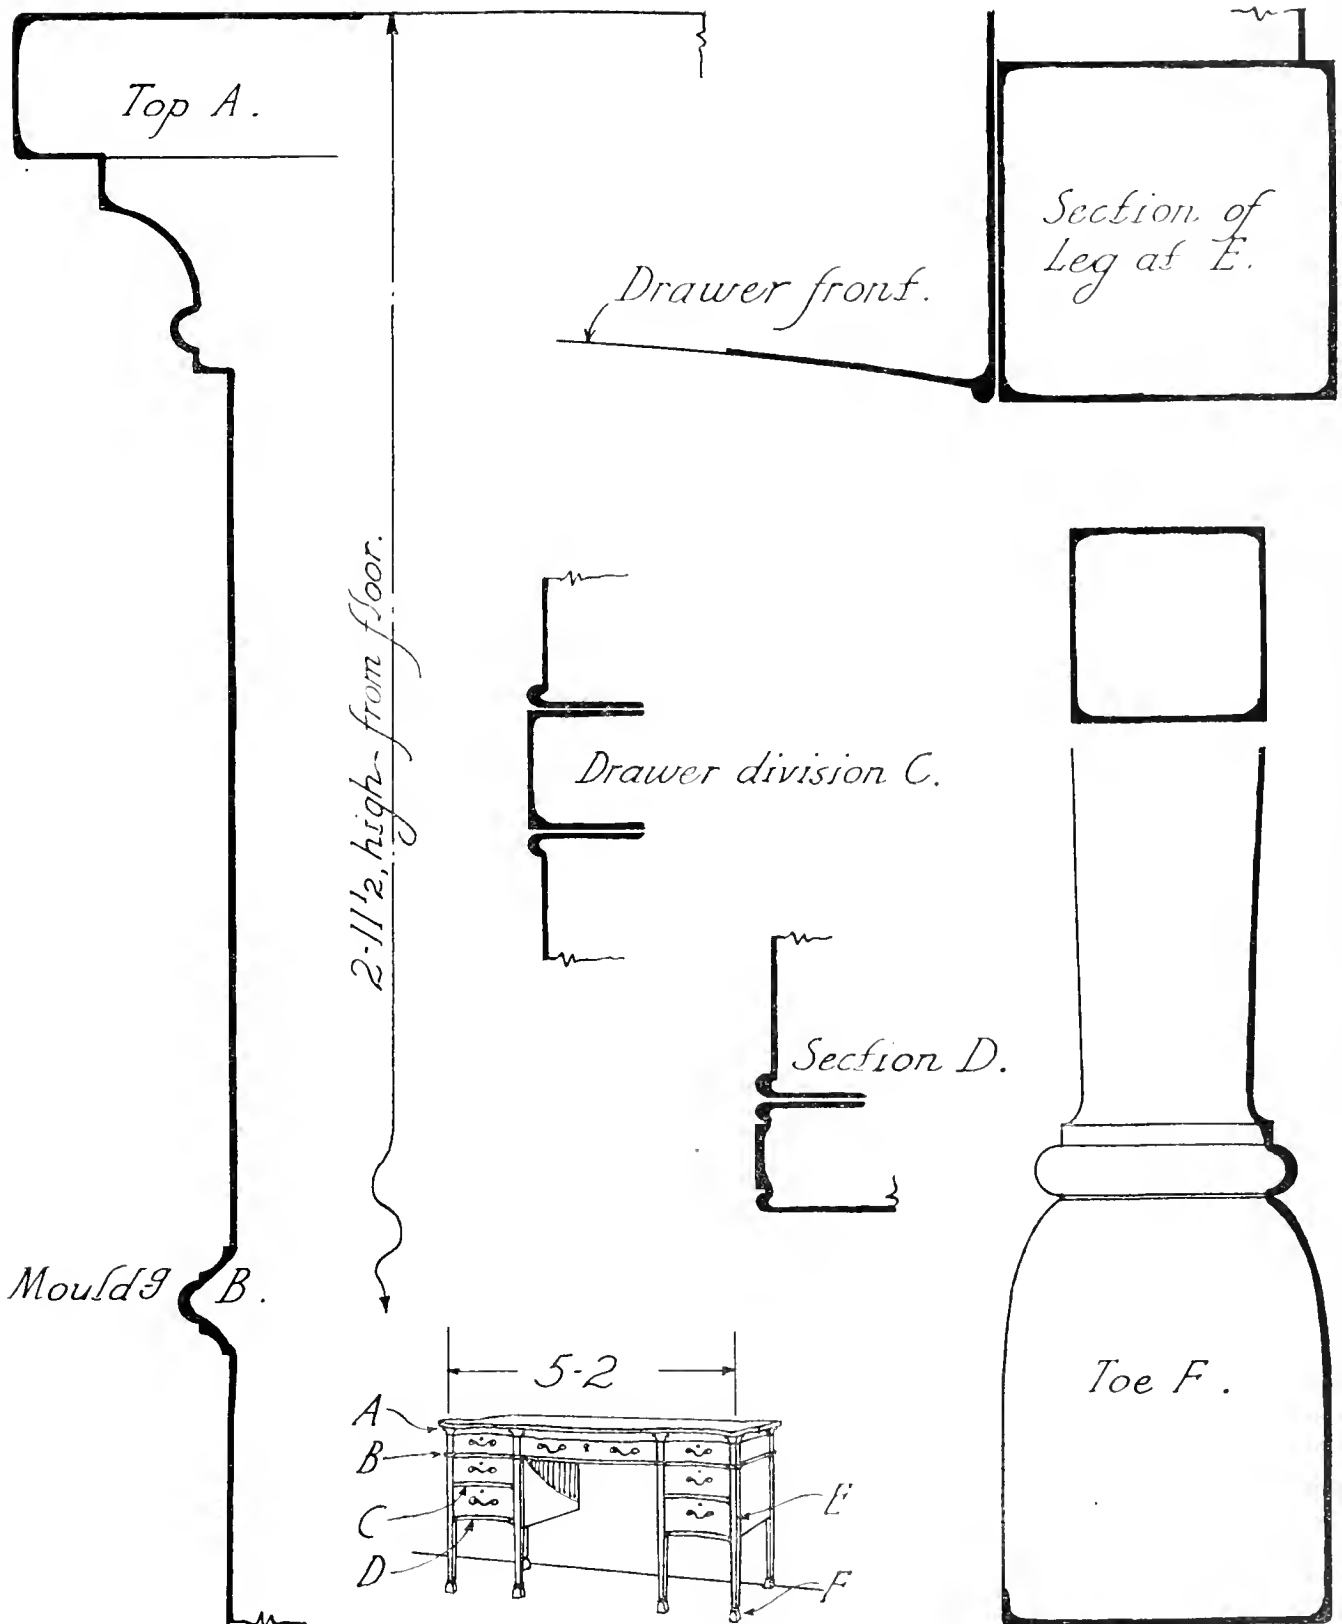 Top A.
Section of
Leg at E.
Drawer front.
2-11½, high from floor.
Drawer division C.
Section D.
Mould'g B.
Toe F.
5-2
A
B
C
D
E
F